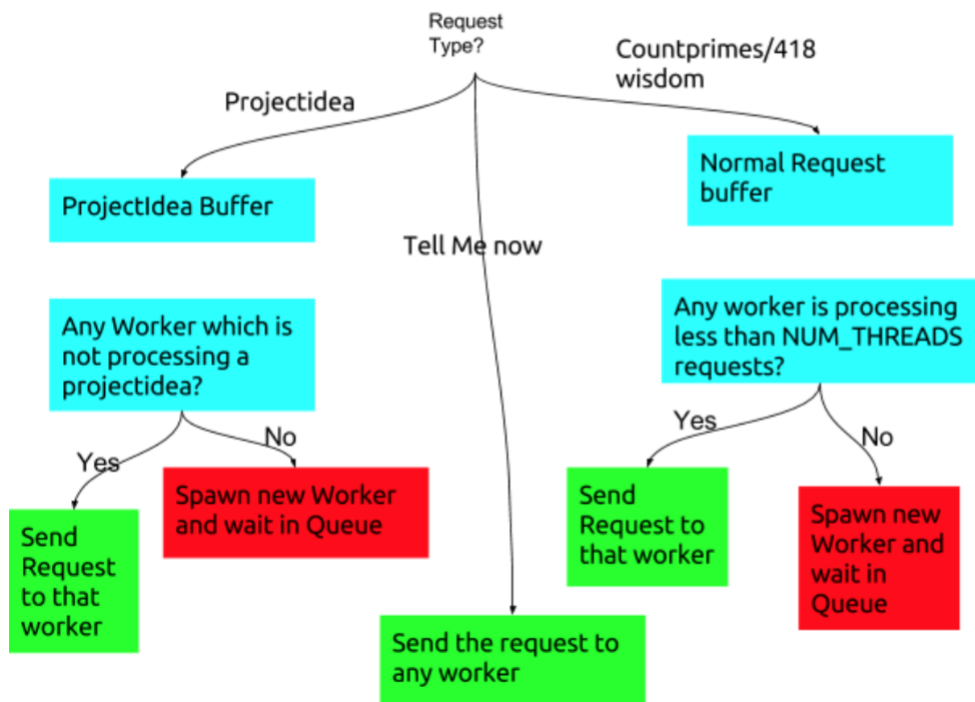 Request
Type?
Countprimes/418
wisdom
Projectidea
Normal Request
buffer
ProjectIdea Buffer
Tell Me now
Any Worker which is
not processing a
projectidea?
Any worker is processing
less than NUM_THREADS
requests?
Yes
No
Yes
No
Send
Request
to that
worker
Spawn new Worker
and wait in Queue
Send
Request to
that worker
Spawn new
Worker and
wait in
Queue
Send the request to
any worker